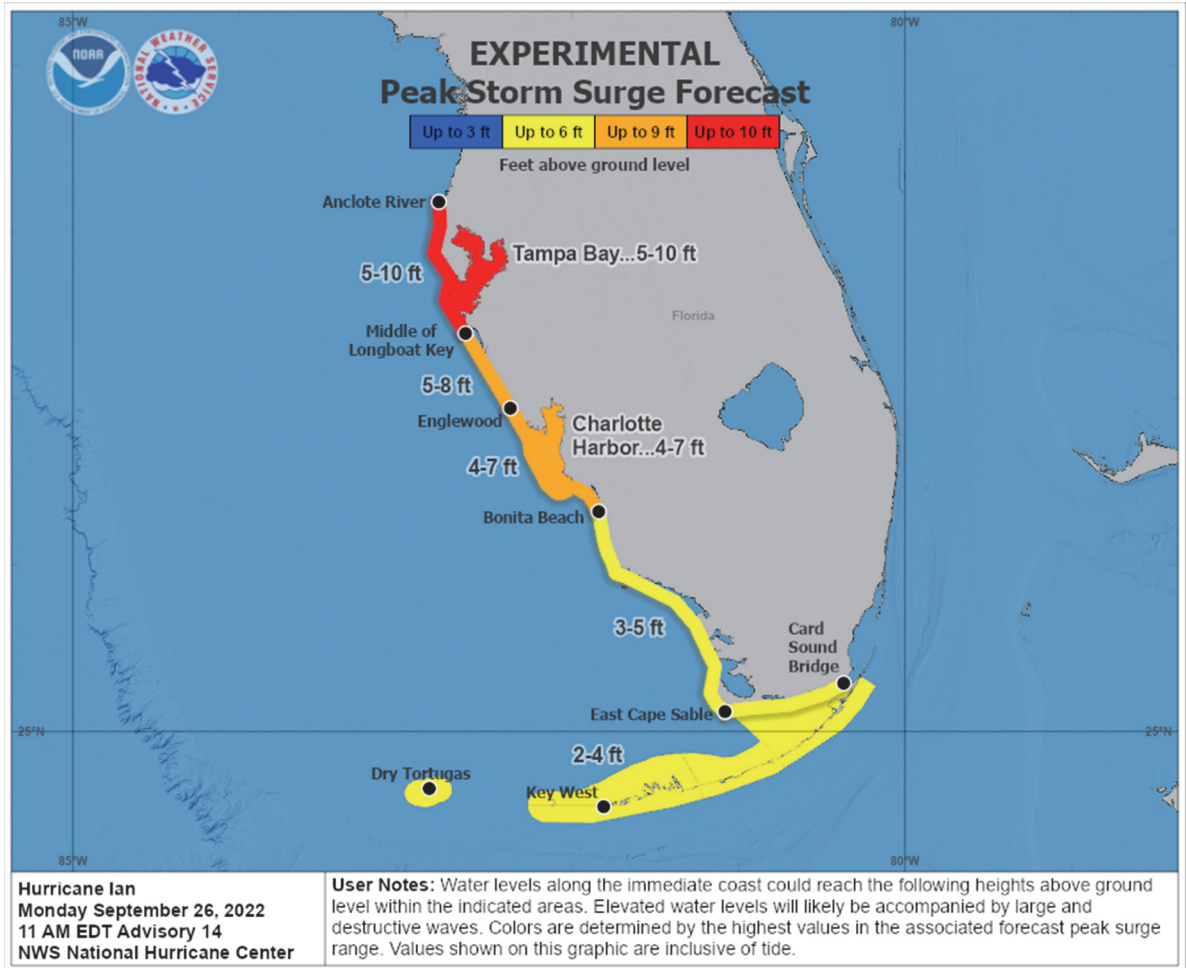 85°W
80°W
NOAA
NATIONAL WEATHER SERVICE
EXPERIMENTAL
Peak Storm Surge Forecast
Up to 3 ft Up to 6 ft Up to 9 ft Up to 10 ft
Feet above ground level
Anclote River
Tampa Bay...5-10 ft
5-10 ft
Florida
Middle of
Longboat Key
5-8 ft
Englewood
Charlotte
Harbor...4-7 ft
4-7 ft
Bonita Beach
3-5 ft
Card
Sound
Bridge
East Cape Sable
25°N
25°N
2-4 ft
Dry Tortugas
Key West
85°W
80°W
Hurricane Ian
Monday September 26, 2022
11 AM EDT Advisory 14
NWS National Hurricane Center
User Notes: Water levels along the immediate coast could reach the following heights above ground
level within the indicated areas. Elevated water levels will likely be accompanied by large and
destructive waves. Colors are determined by the highest values in the associated forecast peak surge
range. Values shown on this graphic are inclusive of tide.